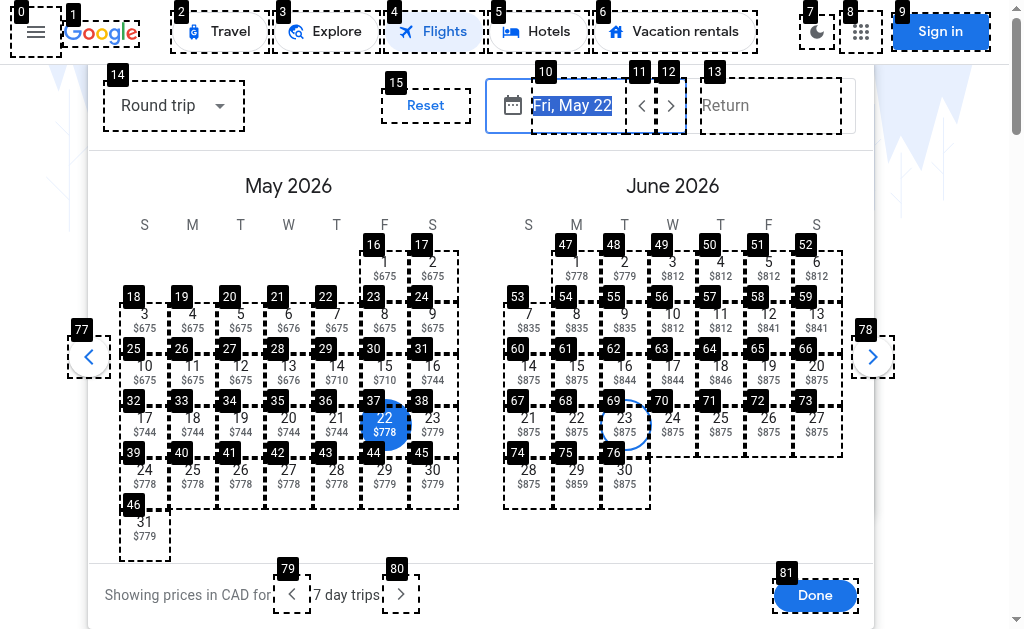 0 1 2 3 4 5 6 7 8 9
Google Travel Explore Flights Hotels Vacation rentals Sign in
14 15 10 11 12 13
Round trip Reset Fri, May 22 Return
May 2026 June 2026
S M T W T F S S M T W T F S
16 17 47 48 49 50 51 52
1 2 1 2 3 4 5 6
$675 $675 $778 $779 $812 $812 $812 $812
18 19 20 21 22 23 24 53 54 55 56 57 58 59
3 4 5 6 7 8 9 7 8 9 10 11 12 13
$675 $675 $675 $676 $675 $675 $675 $835 $835 $835 $812 $812 $841 $841
77 78
25 26 27 28 29 30 31 60 61 62 63 64 65 66
10 11 12 13 14 15 16 14 15 16 17 18 19 20
$675 $675 $675 $676 $710 $710 $744 $875 $875 $844 $844 $846 $875 $875
32 33 34 35 36 37 38 67 68 69 70 71 72 73
17 18 19 20 21 22 23 21 22 23 24 25 26 27
$744 $744 $744 $744 $744 $778 $779 $875 $875 $875 $875 $875 $875 $875
39 40 41 42 43 44 45 74 75 76
24 25 26 27 28 29 30 28 29 30
$778 $778 $778 $778 $778 $779 $779 $875 $859 $875
46
31
$779
79 80 81
Showing prices in CAD for 7 day trips Done